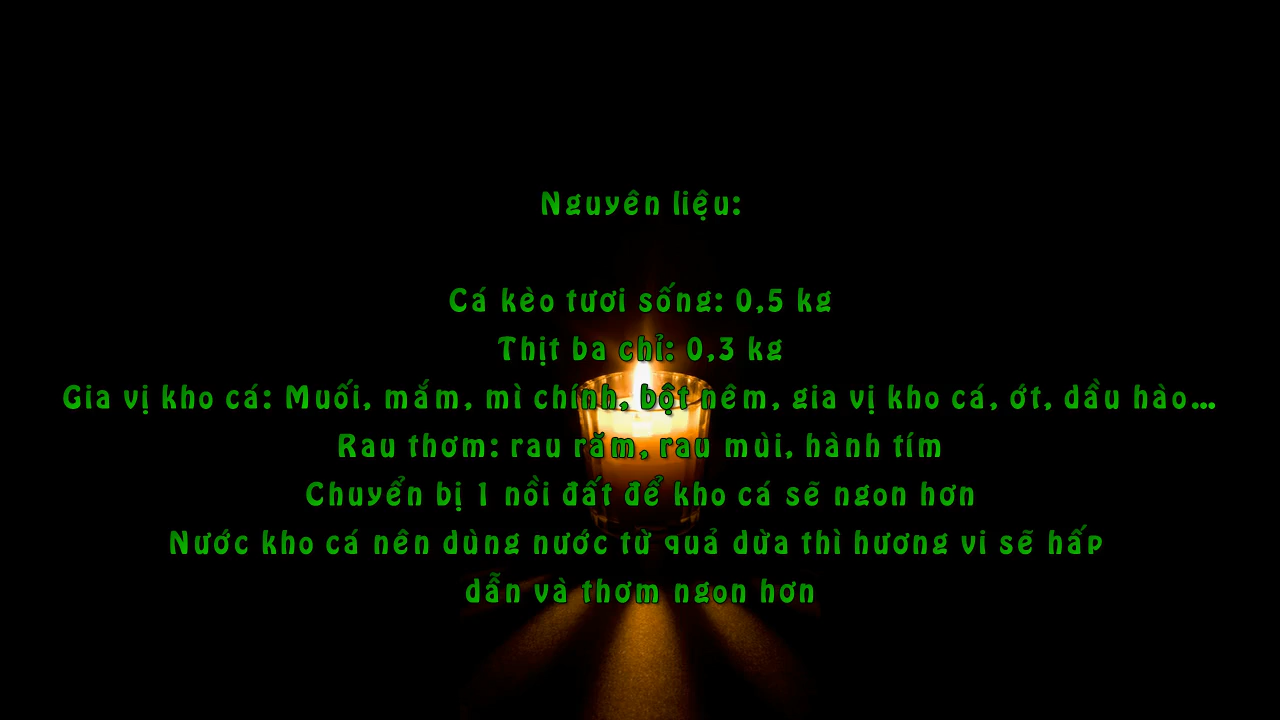 Nguyên liệu:
Cá kèo tươi sống: 0,5 kg
Thịt ba chỉ: 0,3 kg
Gia vị kho cá: Muối, mắm, mì chính, bột nêm, gia vị kho cá, ớt, dầu hào...
Rau thơm: rau răm, rau mùi, hành tím
Chuyển bị 1 nồi đất để kho cá sẽ ngon hơn
Nước kho cá nên dùng nước từ quả dừa thì hương vi sẽ hấp
dẫn và thơm ngon hơn